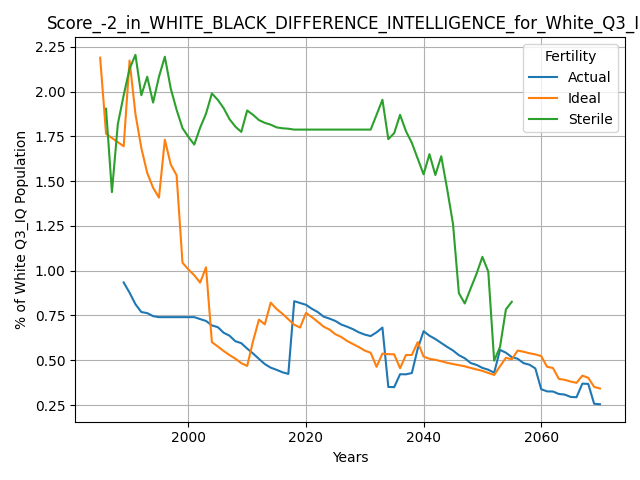 Score_-2_in_WHITE_BLACK_DIFFERENCE_INTELLIGENCE_for_White_Q3_I
% of White Q3_IQ Population
2.25
2.00
1.75
1.50
1.25
1.00
0.75
0.50
0.25
Fertility
Actual
Ideal
Sterile
2000
2020
2040
2060
Years